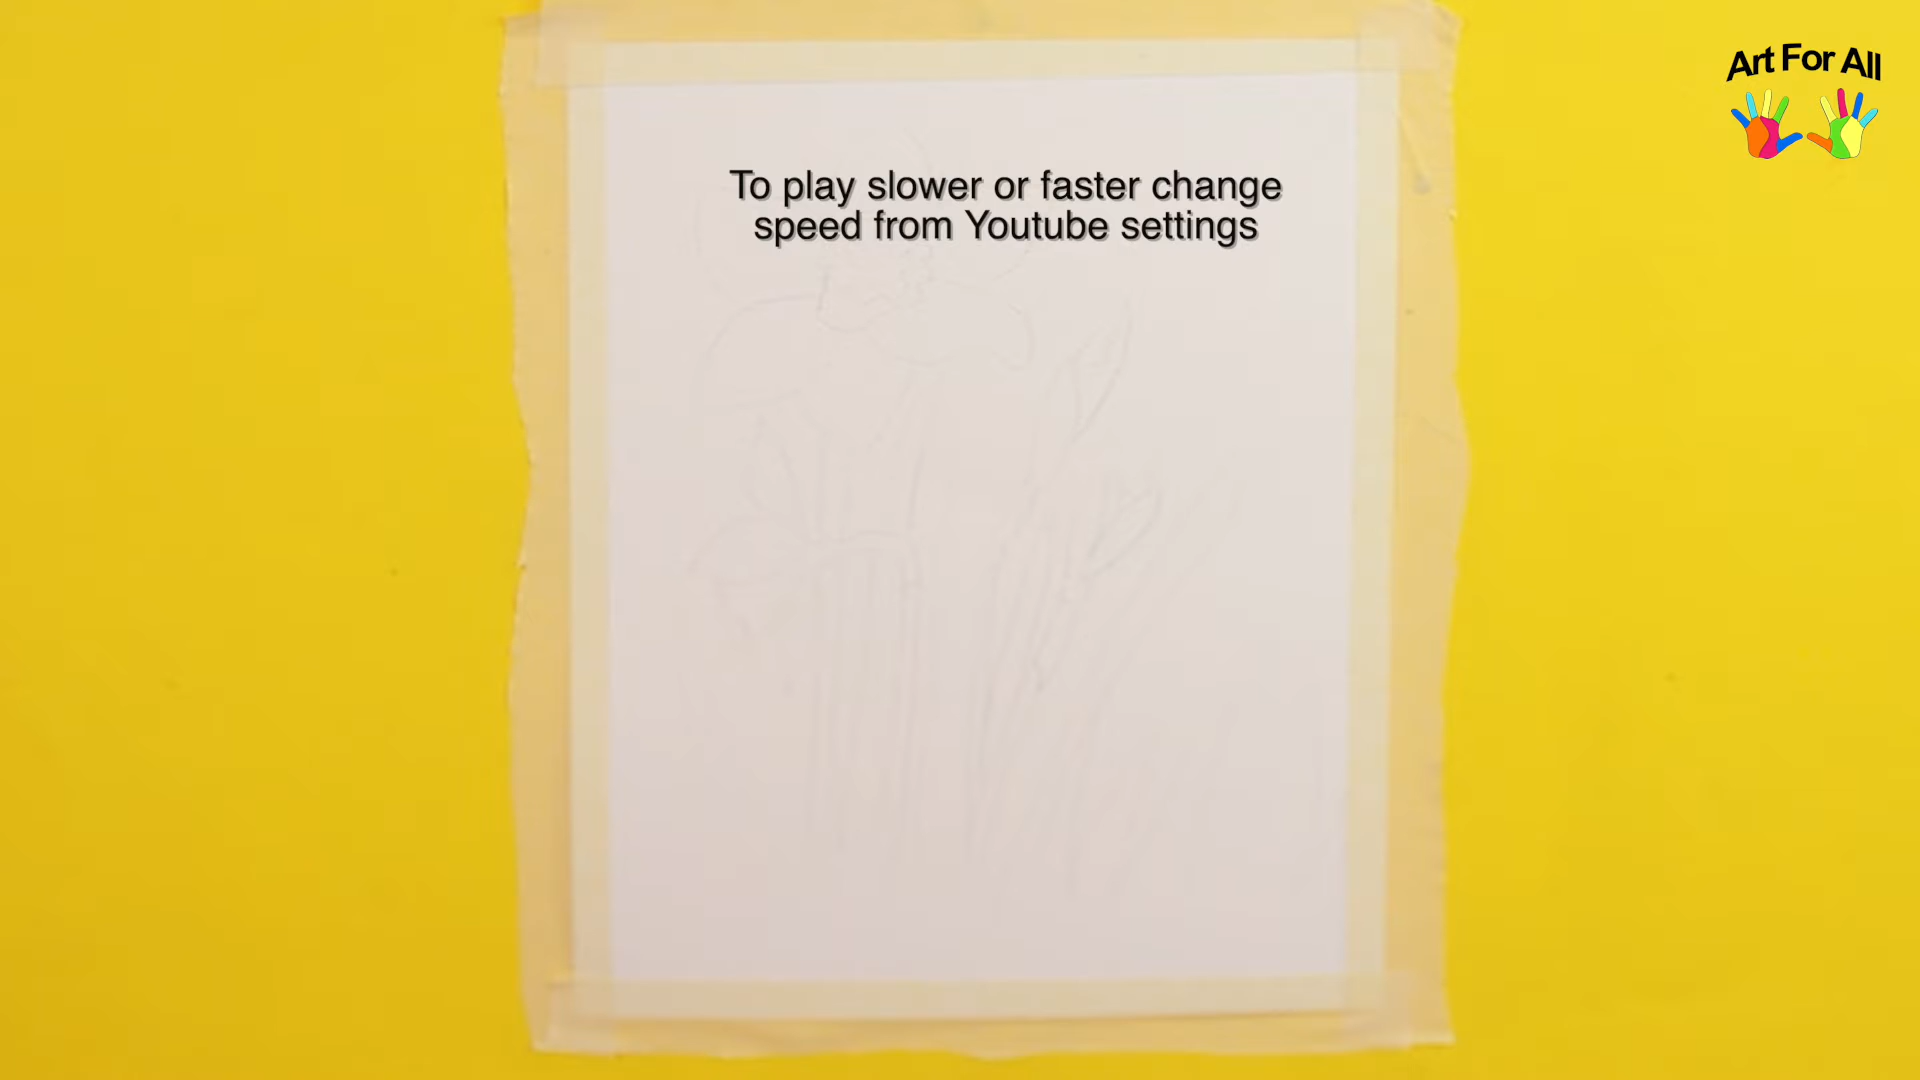 Art For All
To play slower or faster change
speed from Youtube settings